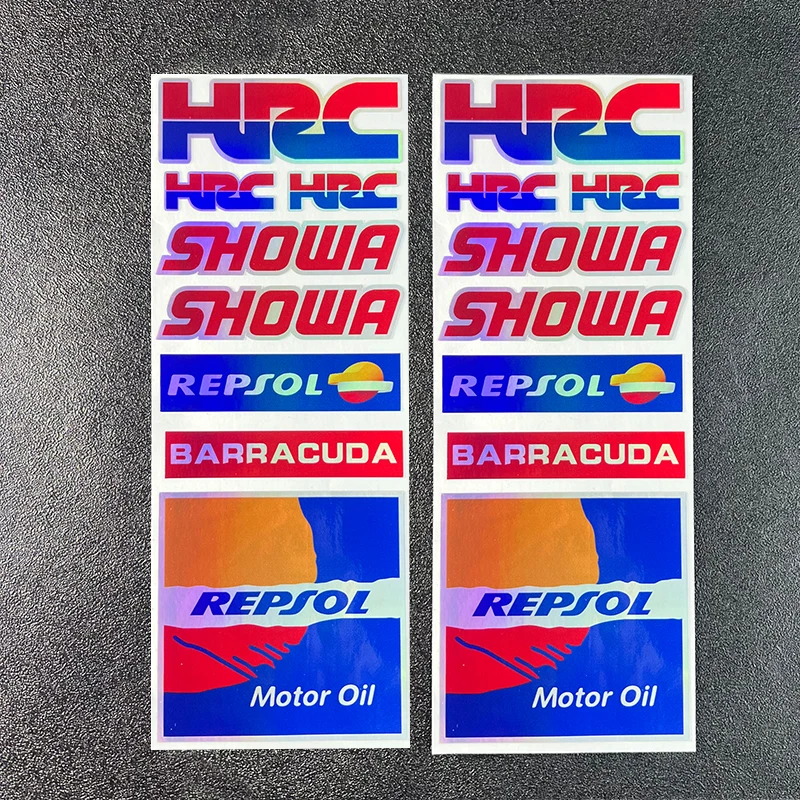 HRC
HRC HRC
SHOWA
SHOWA
REPSOL
BARRACUDA
REPSOL
Motor Oil
HRC
HRC HRC
SHOWA
SHOWA
REPSOL
BARRACUDA
REPSOL
Motor Oil